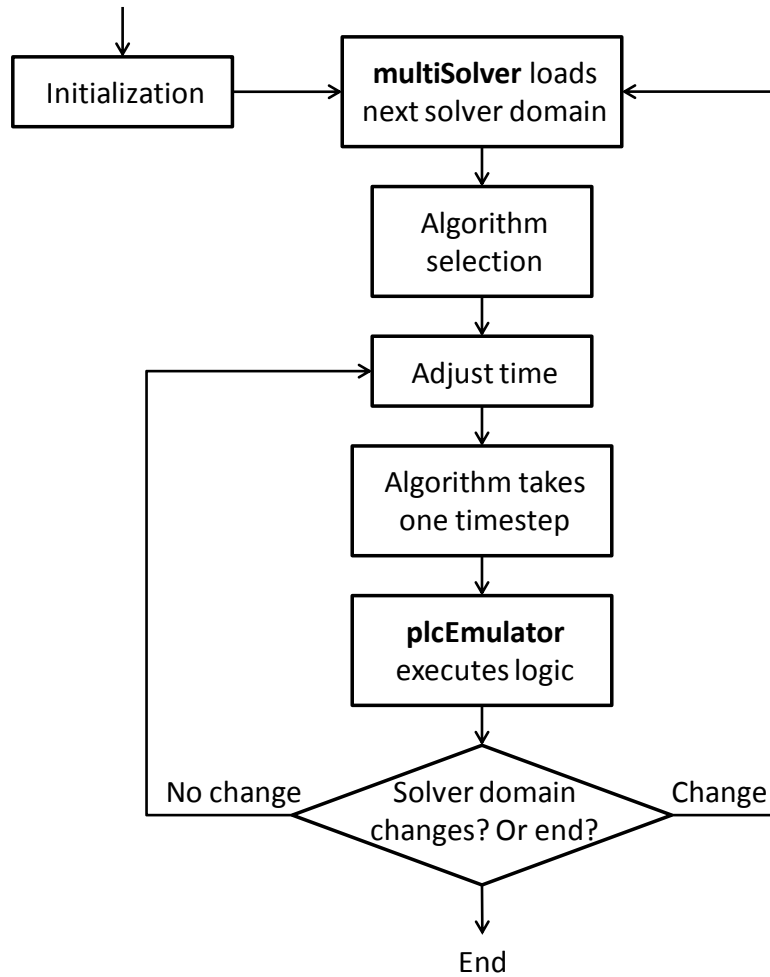 Initialization
multiSolver loads
next solver domain
Algorithm
selection
Adjust time
Algorithm takes
one timestep
plcEmulator
executes logic
No change
Solver domain
changes? Or end?
Change
End